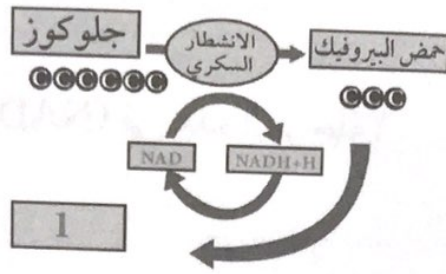 جلوكوز
الانشطار
السكري
حمض البيروفيك
C C C C C C
C C C
NAD
NADH+H
1